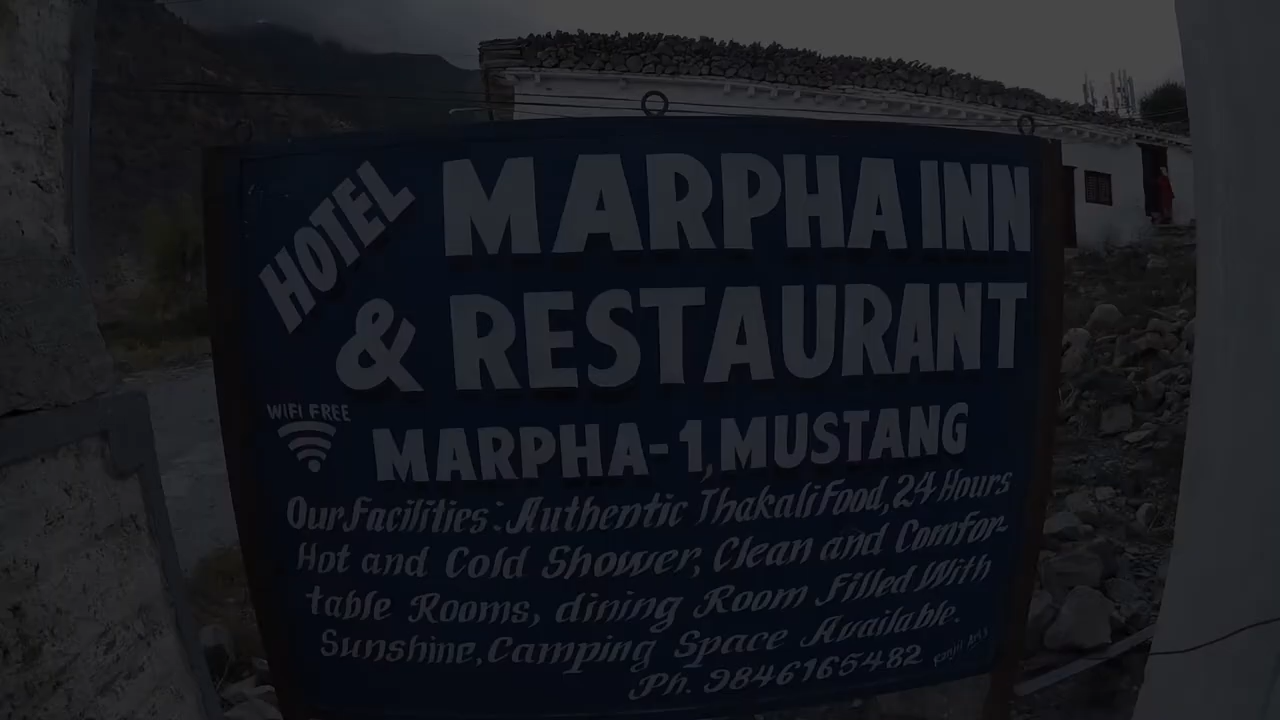 HOTEL
MARPHA INN
& RESTAURANT
WIFI FREE
MARPHA-1, MUSTANG
Our Facilities: Authentic Thakali Food, 24 Hours
Hot and Cold Shower, Clean and Comfor-
table Rooms, dining Room Filled With
Sunshine, Camping Space Available.
Ph. 9846165482